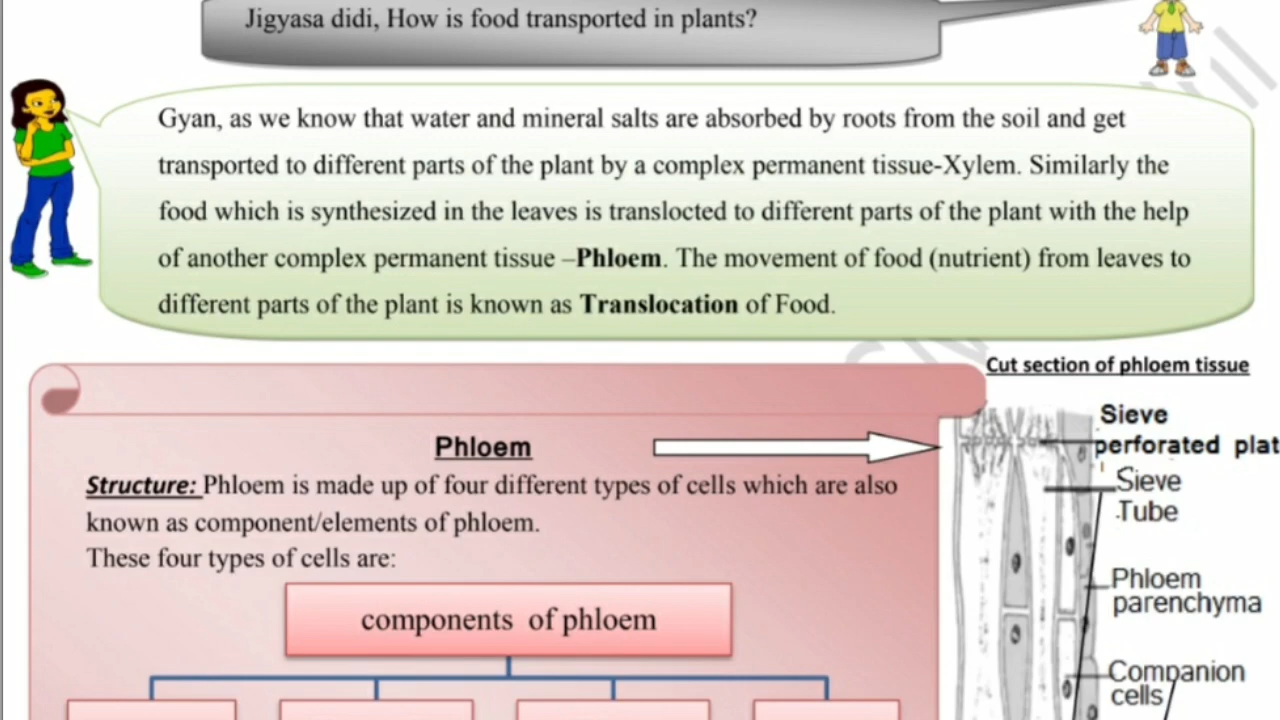 Jigyasa didi, How is food transported in plants?
Gyan, as we know that water and mineral salts are absorbed by roots from the soil and get
transported to different parts of the plant by a complex permanent tissue-Xylem. Similarly the
food which is synthesized in the leaves is translocted to different parts of the plant with the help
of another complex permanent tissue –Phloem. The movement of food (nutrient) from leaves to
different parts of the plant is known as Translocation of Food.
Cut section of phloem tissue
Phloem
Structure: Phloem is made up of four different types of cells which are also
known as component/elements of phloem.
These four types of cells are:
components of phloem
Sieve
perforated plat
Sieve
Tube
Phloem
parenchyma
Companion
cells